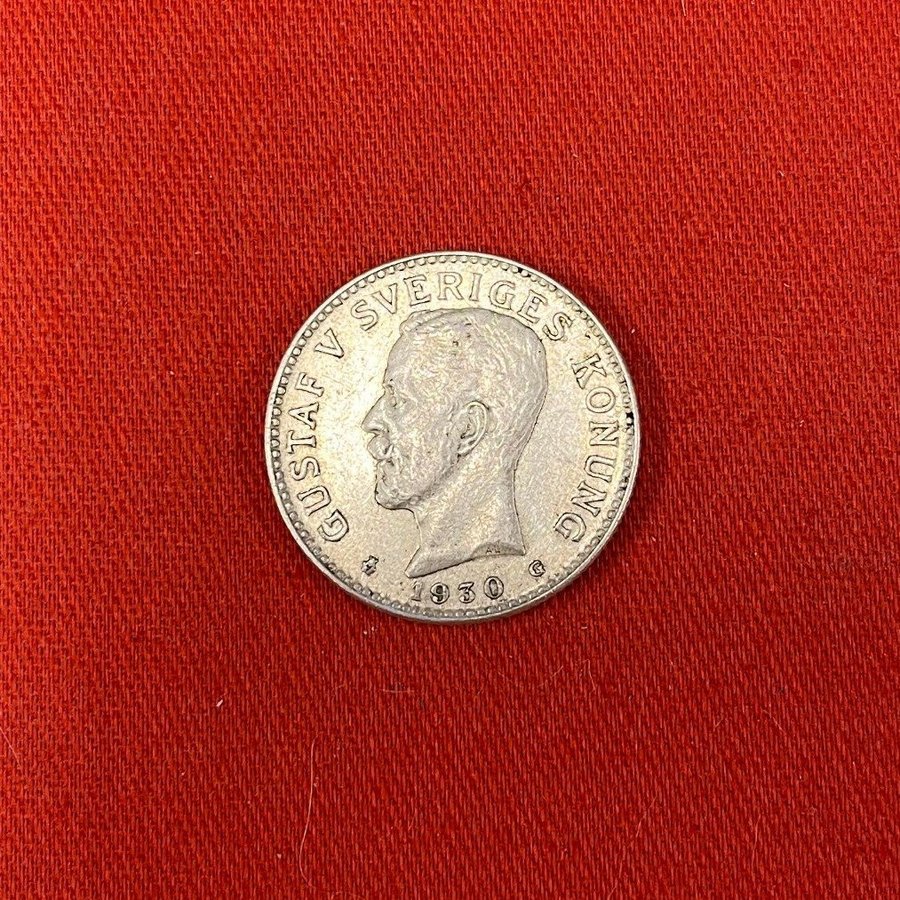 GUSTAF V SVERIGES KONUNG
1930 G